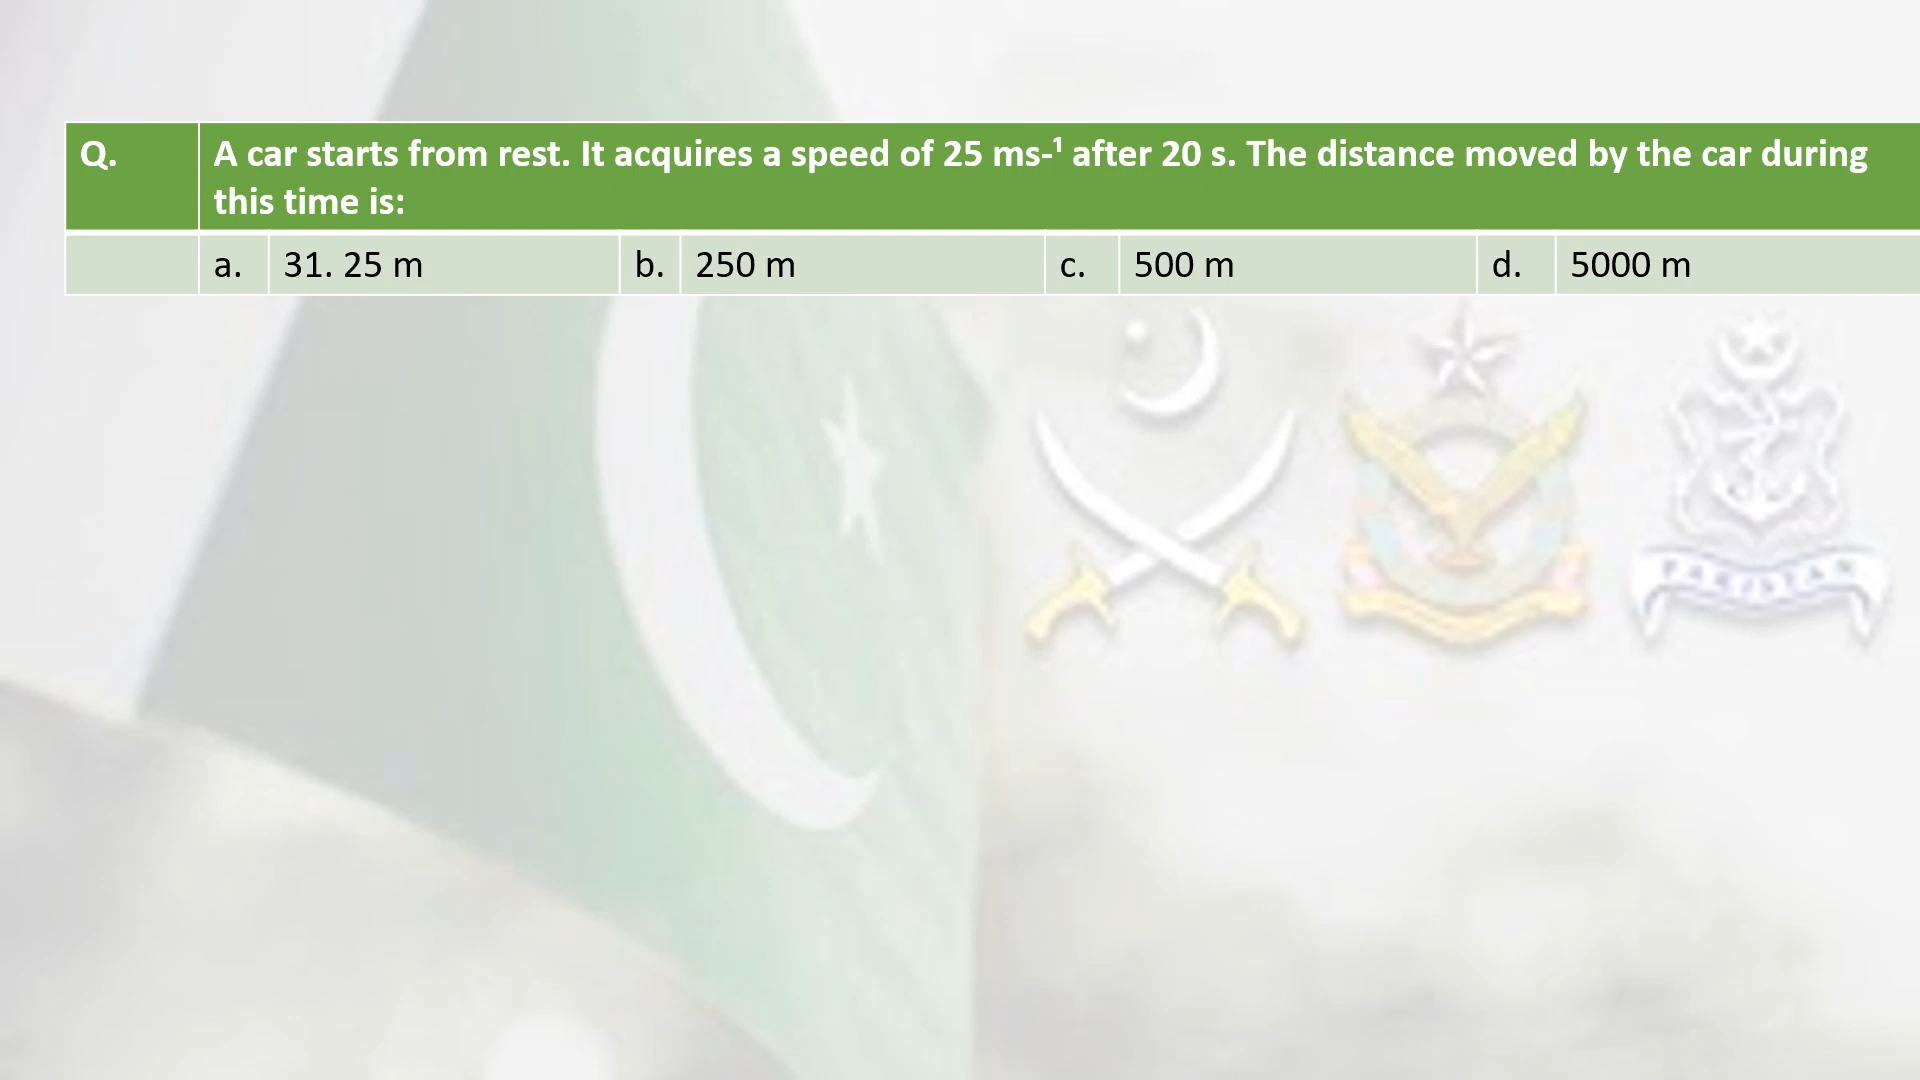 Q.
A car starts from rest. It acquires a speed of 25 ms-¹ after 20 s. The distance moved by the car during
this time is:
a. 31. 25 m b. 250 m c. 500 m d. 5000 m
PAKISTAN